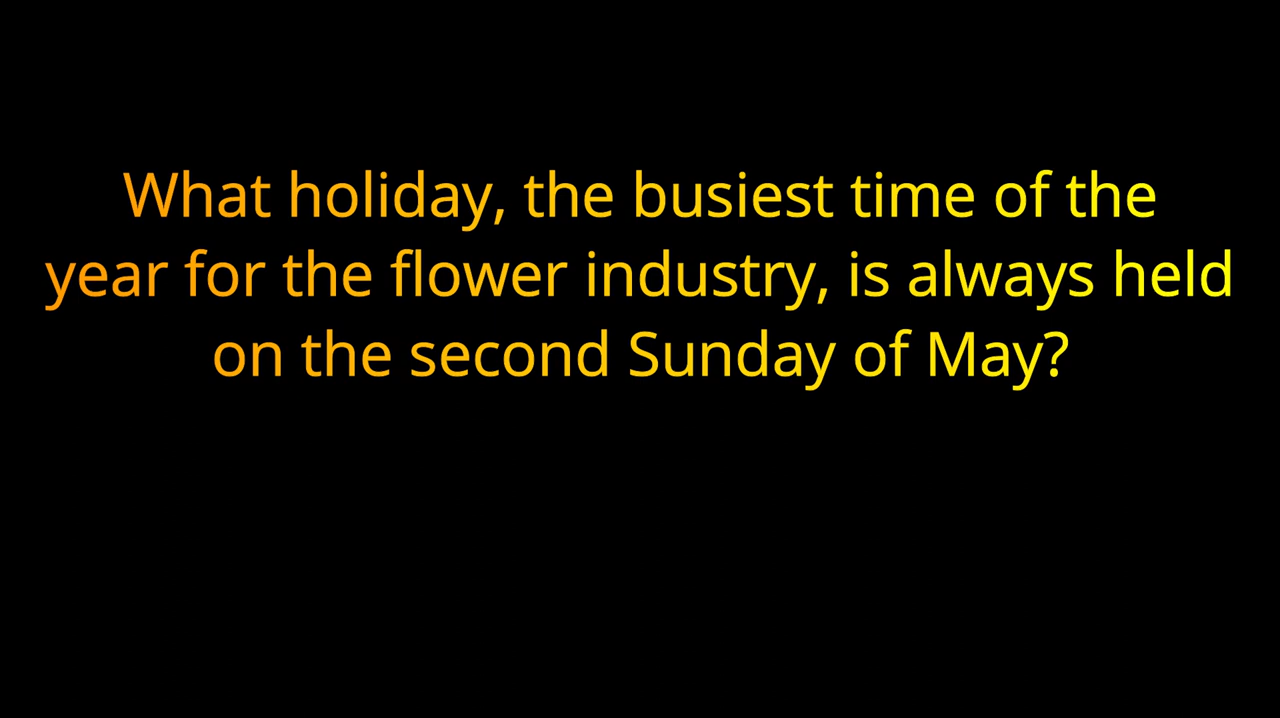 What holiday, the busiest time of the
year for the flower industry, is always held
on the second Sunday of May?